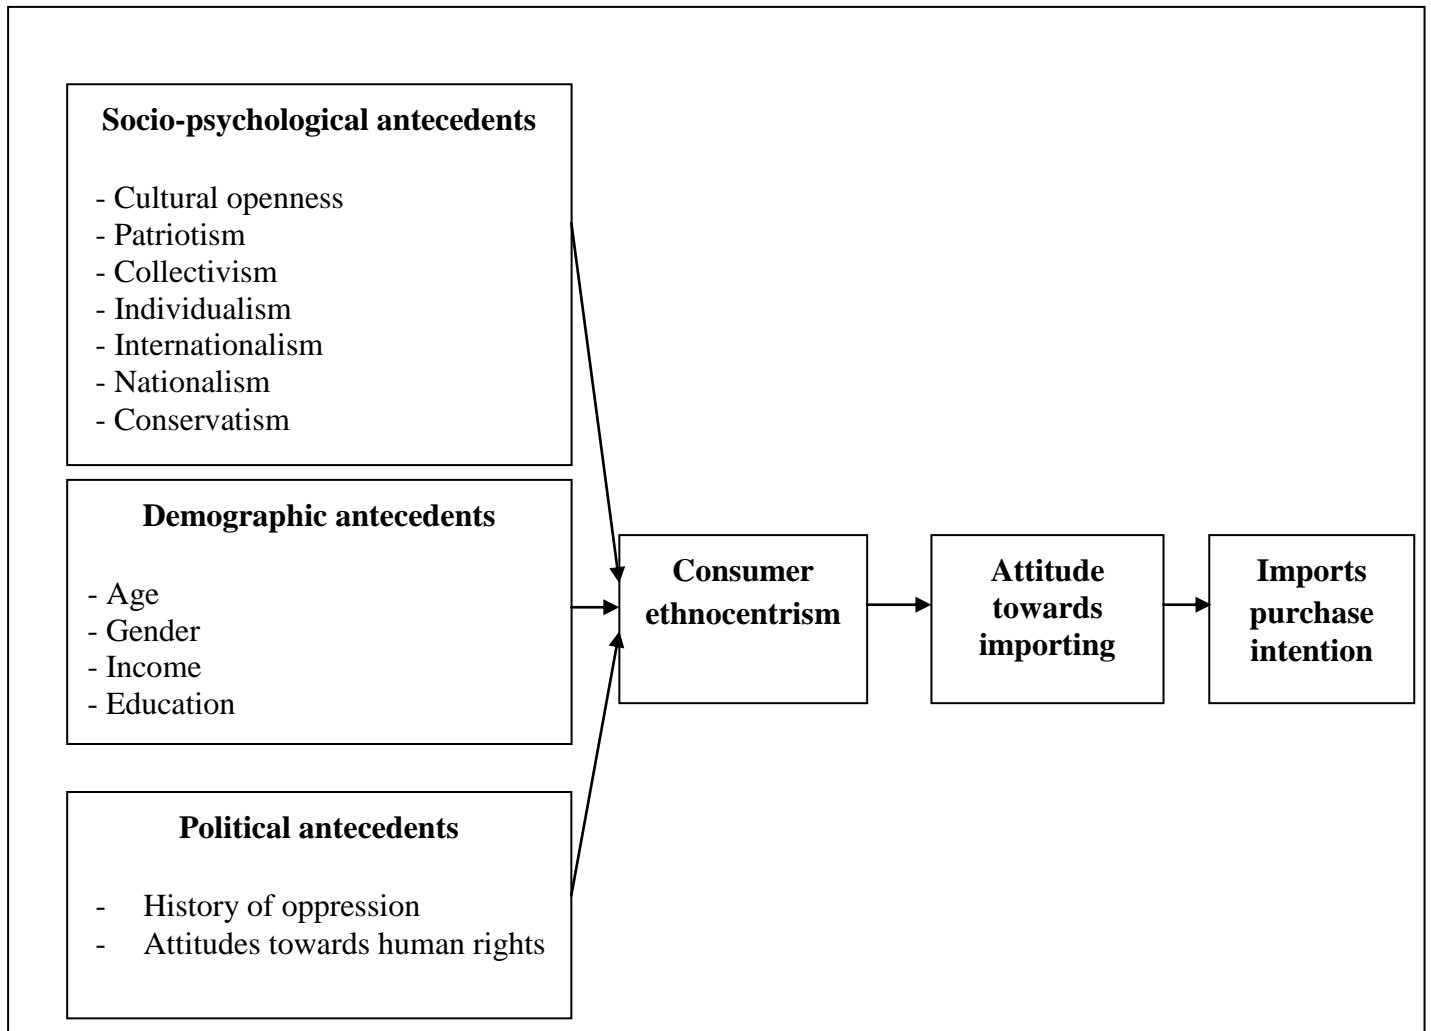 Socio-psychological antecedents
- Cultural openness
- Patriotism
- Collectivism
- Individualism
- Internationalism
- Nationalism
- Conservatism
Demographic antecedents
- Age
- Gender
- Income
- Education
Political antecedents
- History of oppression
- Attitudes towards human rights
Consumer
ethnocentrism
Attitude
towards
importing
Imports
purchase
intention